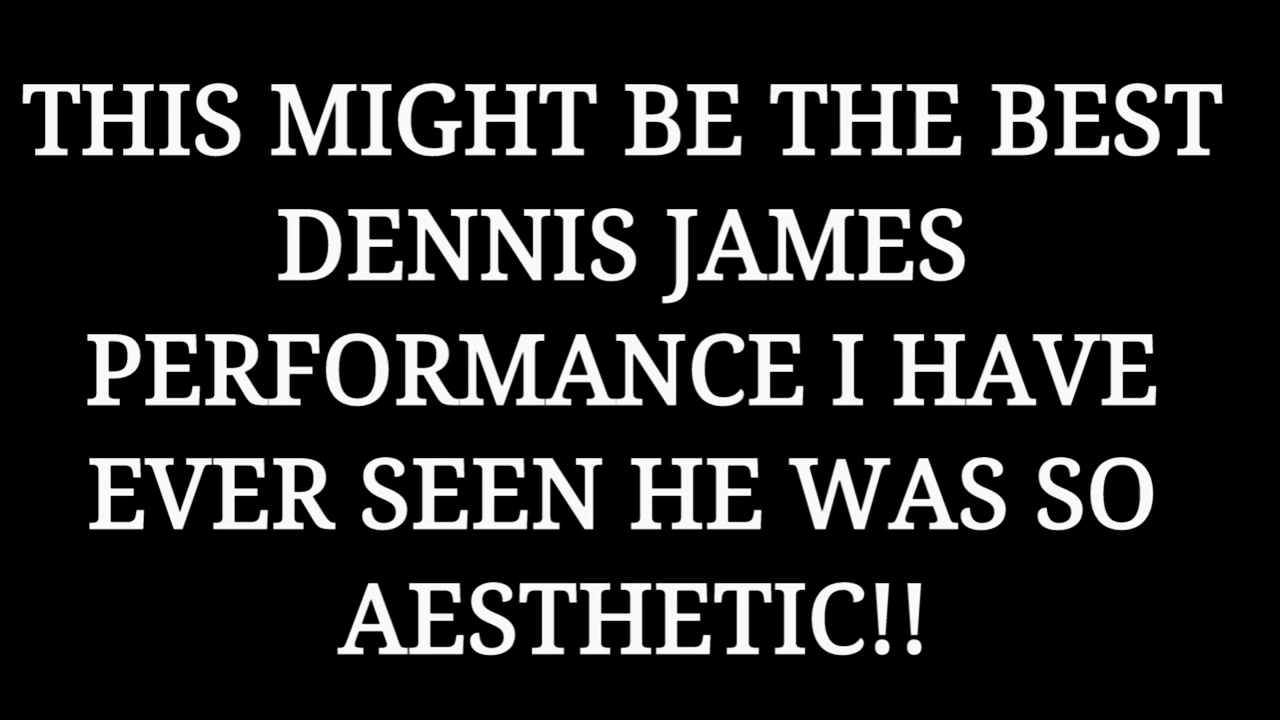 THIS MIGHT BE THE BEST
DENNIS JAMES
PERFORMANCE I HAVE
EVER SEEN HE WAS SO
AESTHETIC!!